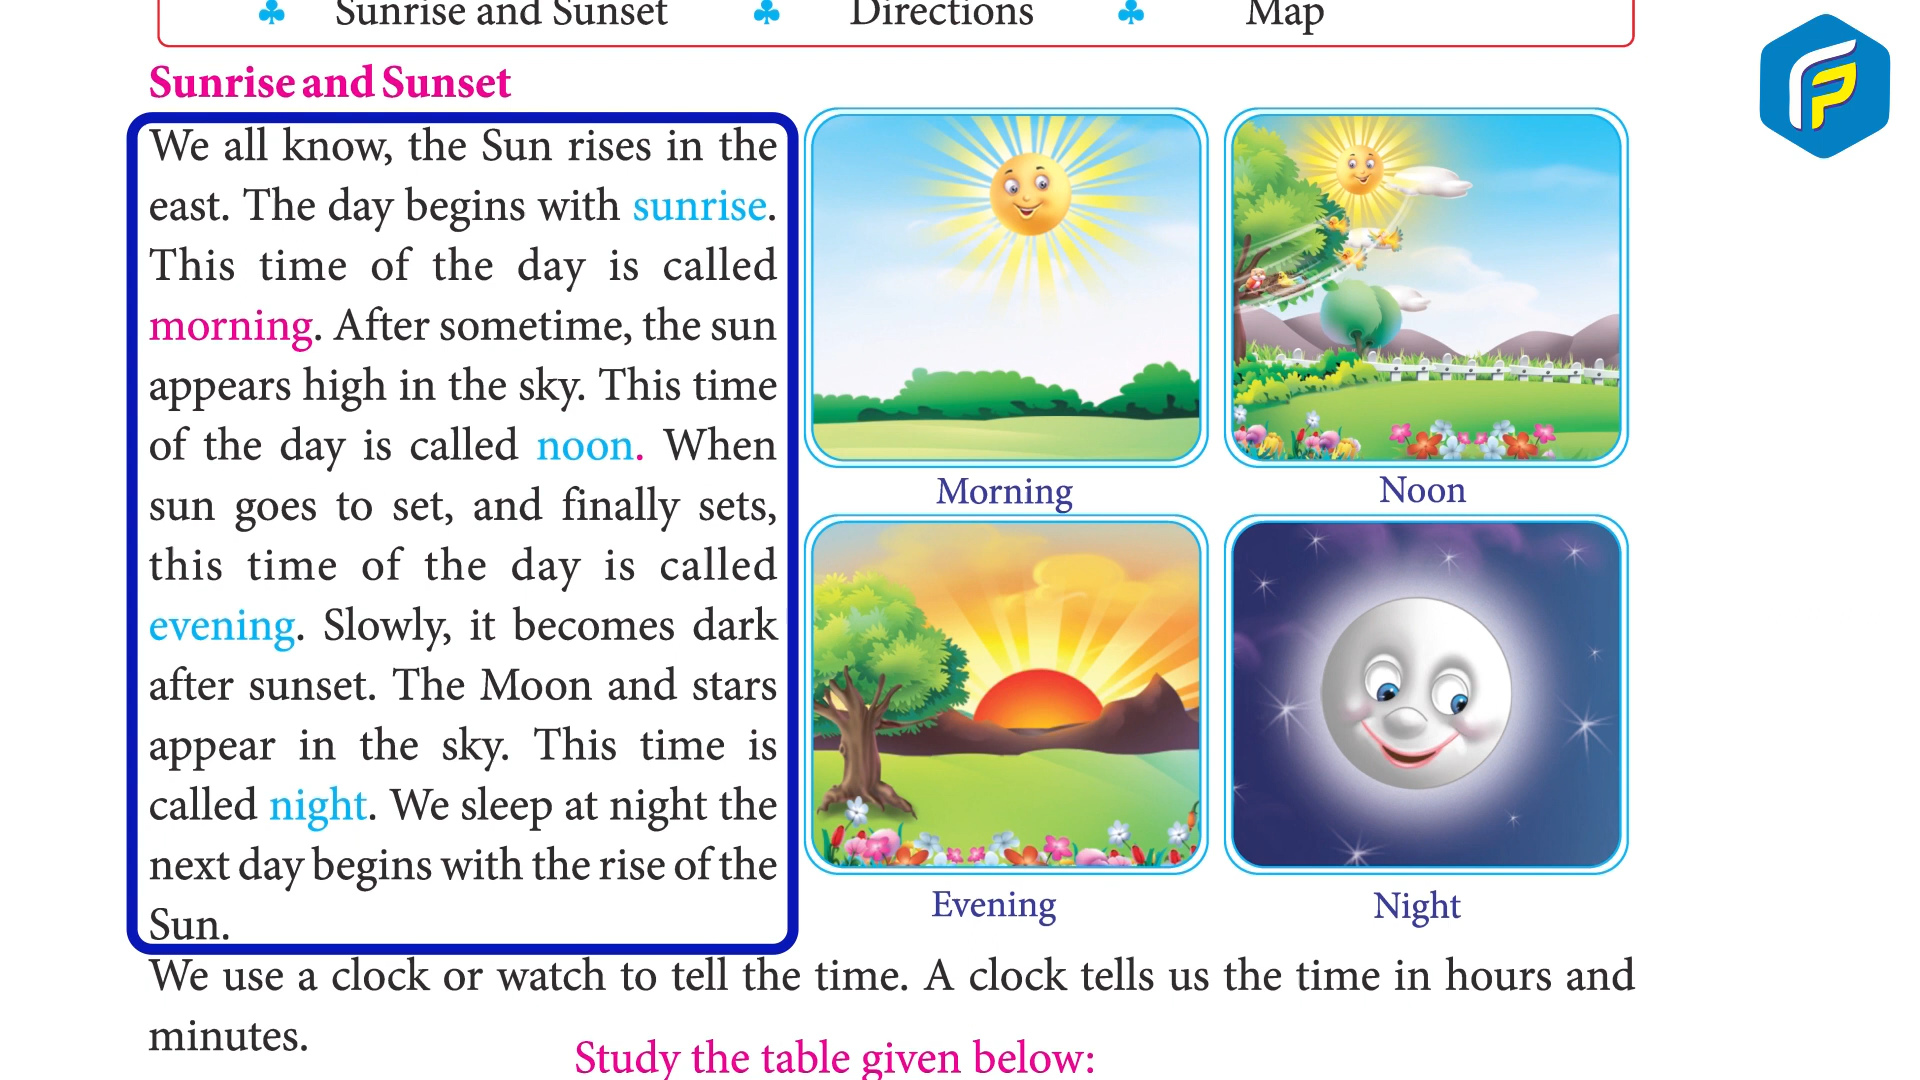 Sunrise and Sunset Directions Map
Sunrise and Sunset
We all know, the Sun rises in the
east. The day begins with sunrise.
This time of the day is called
morning. After sometime, the sun
appears high in the sky. This time
of the day is called noon. When
sun goes to set, and finally sets,
this time of the day is called
evening. Slowly, it becomes dark
after sunset. The Moon and stars
appear in the sky. This time is
called night. We sleep at night the
next day begins with the rise of the
Sun.
Morning
Noon
Evening
Night
We use a clock or watch to tell the time. A clock tells us the time in hours and
minutes.
Study the table given below: